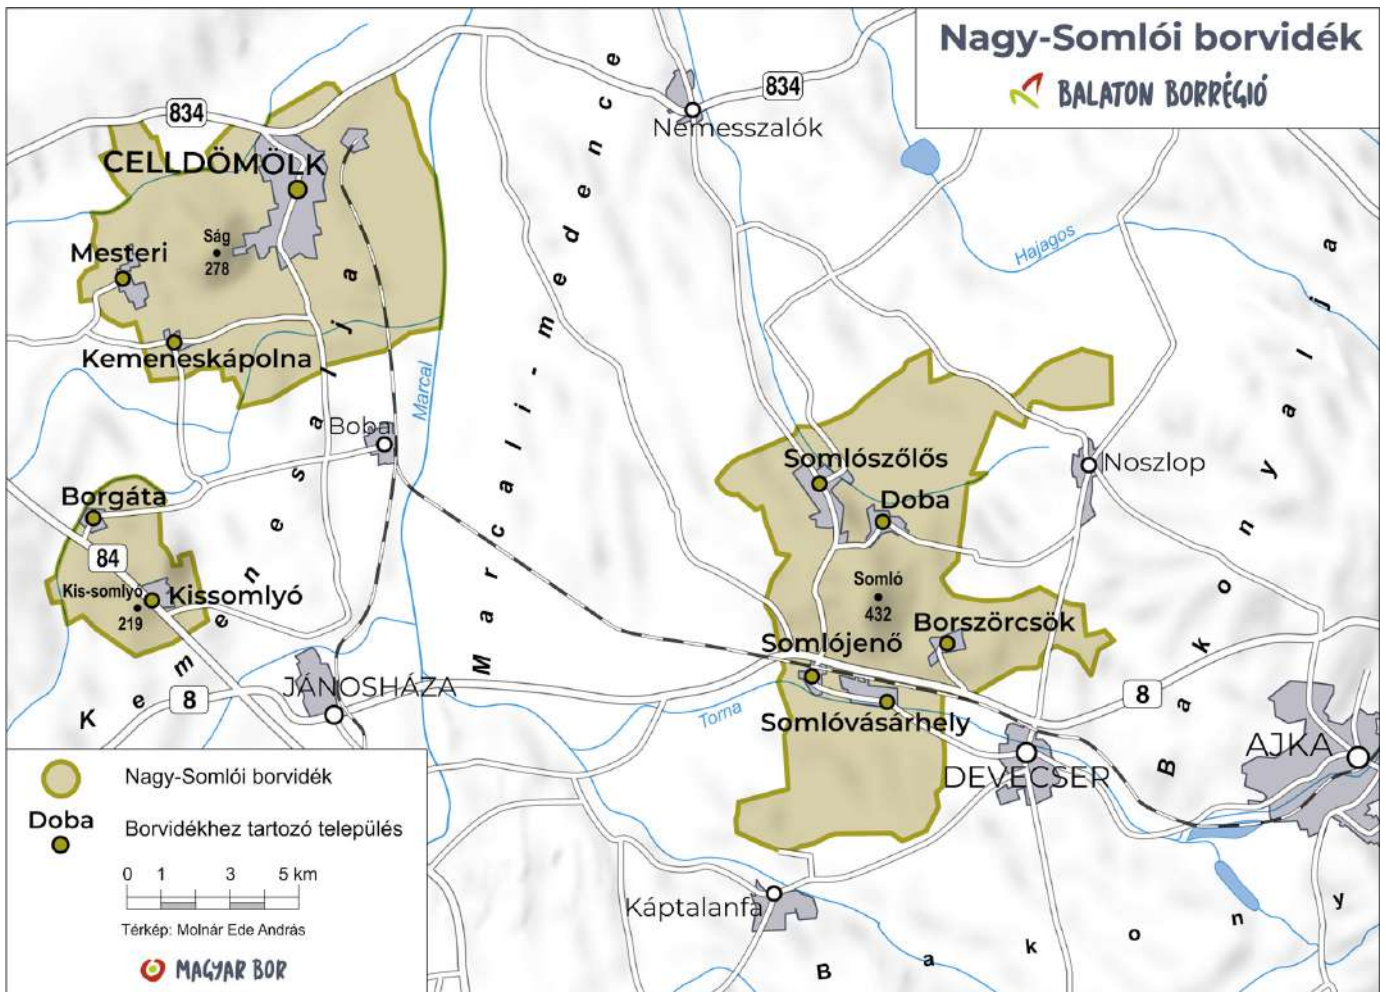 Nagy-Somlói borvidék
BALATON BORRÉGIÓ
834
834
Nemesszalók
CELLDÖMÖLK
Ság
278
Mesteri
Kemeneskápolna
Hajagos
Marcal
Boba
Marcali-medence
Kemenesalja
Bakonyalja
Somlószőlős
Noszlop
Doba
Borgáta
84
Kis-somlyó
219
Kissomlyó
Somló
432
Borszörcsök
Somlójenő
JÁNOSHÁZA
8
8
Torna
Somlóvásárhely
DEVECSER
AJKA
Káptalanfa
Bakony
Nagy-Somlói borvidék
Doba
Borvidékhez tartozó település
0 1 3 5 km
Térkép: Molnár Ede András
MAGYAR BOR